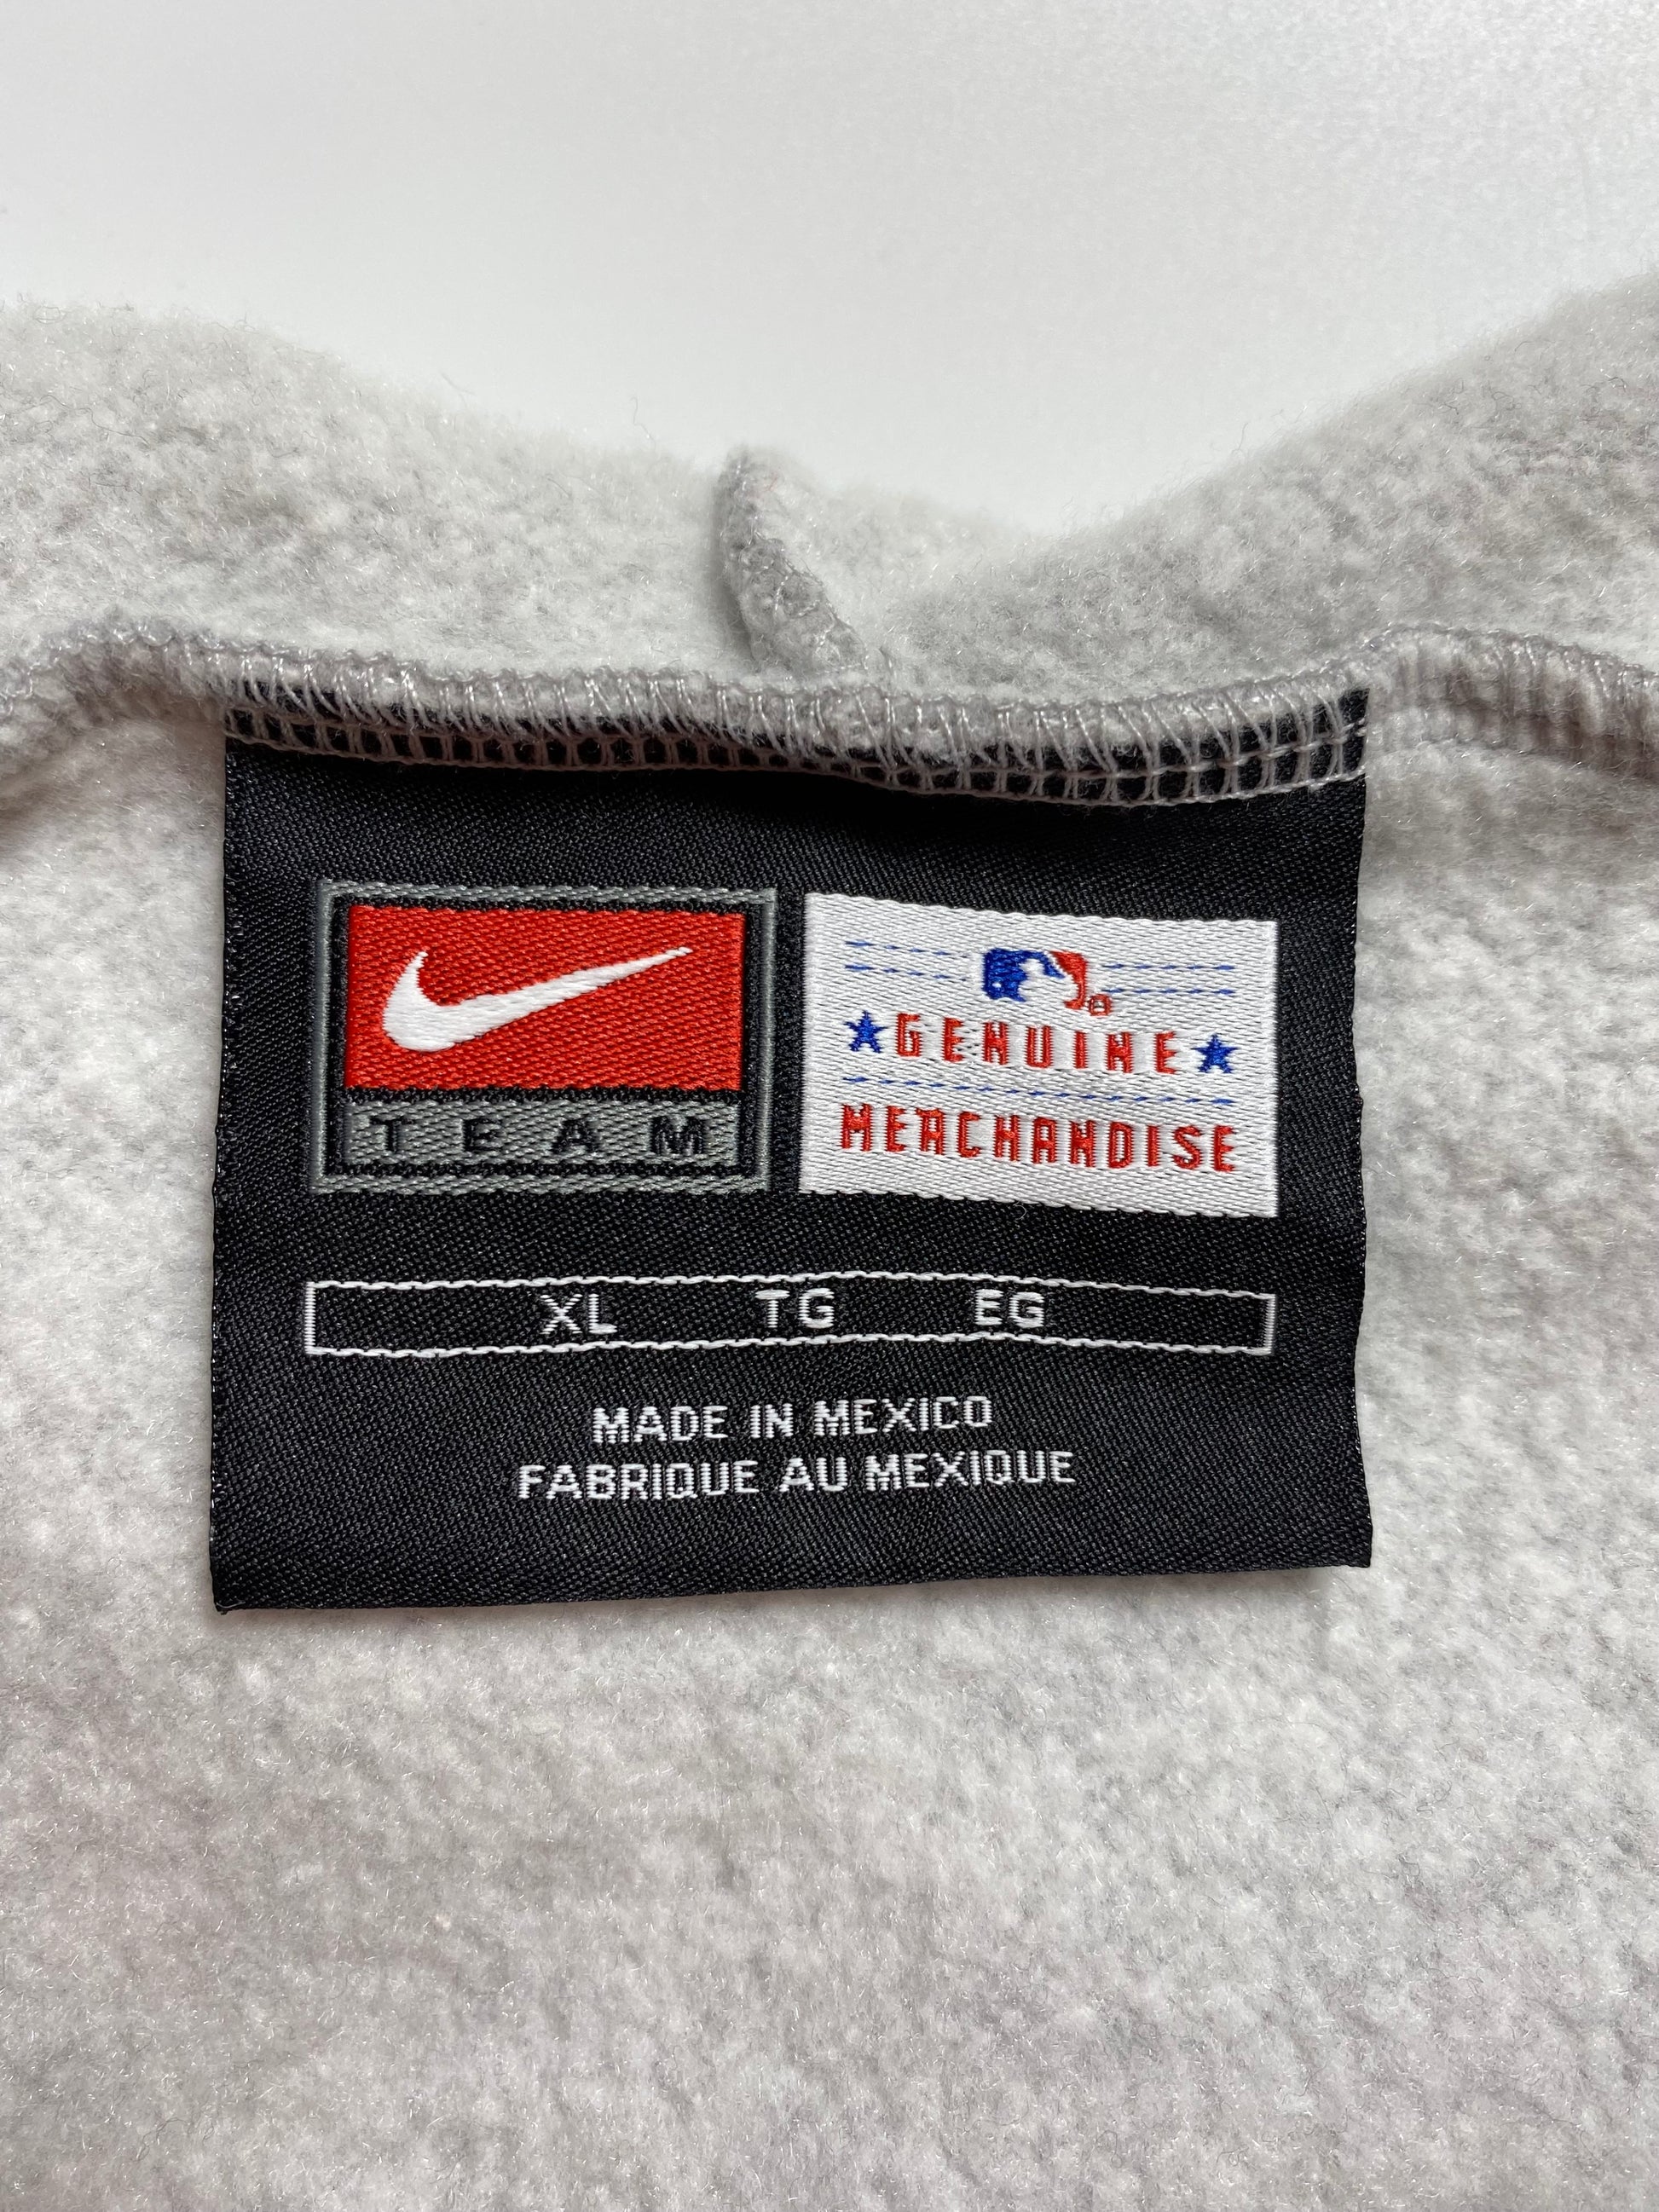 TEAM
GENUINE
MERCHANDISE
XL TG EG
MADE IN MEXICO
FABRIQUE AU MEXIQUE